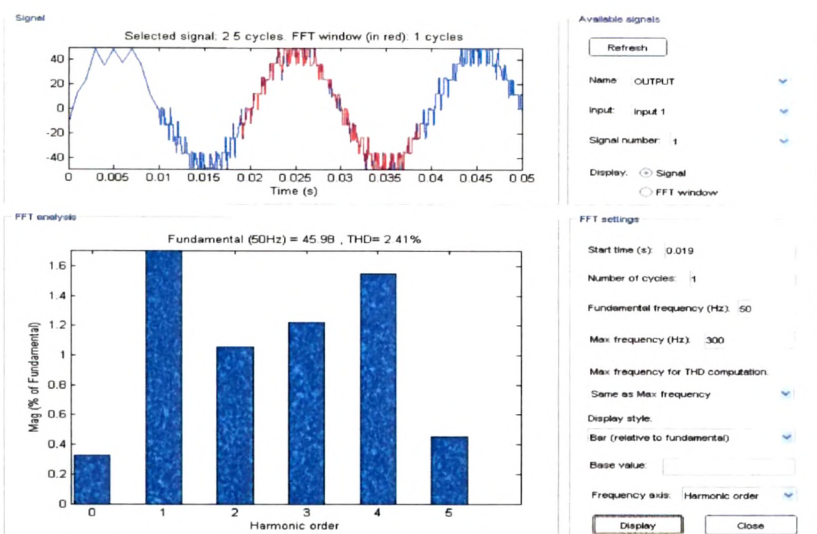 Signal
Selected signal: 2.5 cycles. FFT window (in red): 1 cycles
40
20
0
-20
-40
0 0.005 0.01 0.015 0.02 0.025 0.03 0.035 0.04 0.045 0.05
Time (s)
Available signals
Refresh
Name: OUTPUT
Input: Input 1
Signal number: 1
Display: Signal
FFT window
FFT analysis
Fundamental (50Hz) = 45.98 , THD= 2.41%
Mag (% of Fundamental)
1.6
1.4
1.2
1
0.8
0.6
0.4
0.2
0
0 1 2 3 4 5
Harmonic order
FFT settings
Start time (s): 0.019
Number of cycles: 1
Fundamental frequency (Hz): 50
Max frequency (Hz): 300
Max frequency for THD computation:
Same as Max frequency
Display style:
Bar (relative to fundamental)
Base value:
Frequency axis: Harmonic order
Display Close